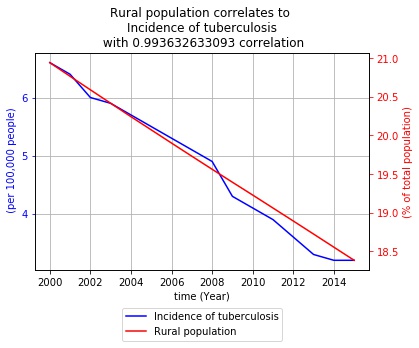 Rural population correlates to
Incidence of tuberculosis
with 0.993632633093 correlation
(per 100,000 people)
6
5
4
21.0
20.5
20.0
19.5
19.0
18.5
(% of total population)
2000 2002 2004 2006 2008 2010 2012 2014
time (Year)
Incidence of tuberculosis
Rural population